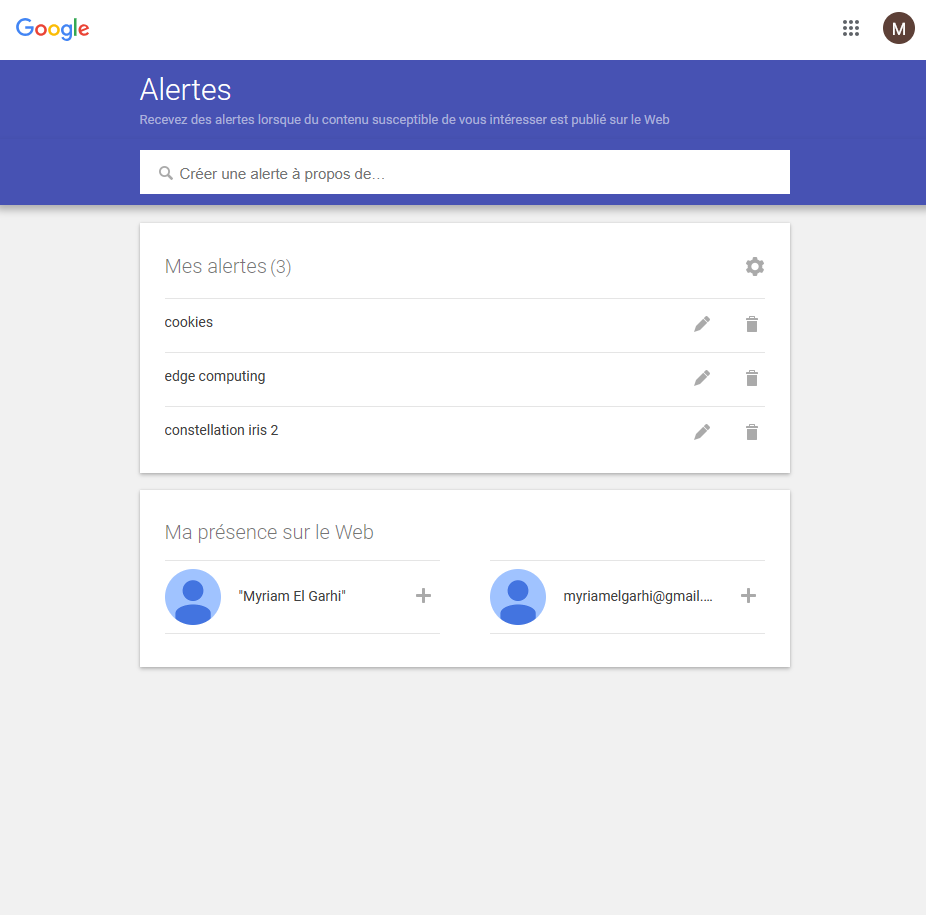 Google
M
Alertes
Recevez des alertes lorsque du contenu susceptible de vous intéresser est publié sur le Web
Créer une alerte à propos de…
Mes alertes (3)
cookies
edge computing
constellation iris 2
Ma présence sur le Web
"Myriam El Garhi"
myriamelgarhi@gmail.…